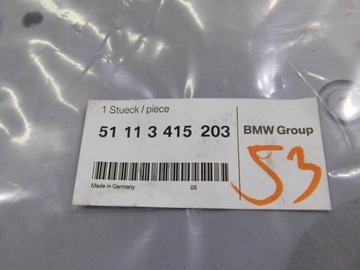 1 Stueck / piece
51 11 3 415 203
BMW Group
53
Made in Germany
05